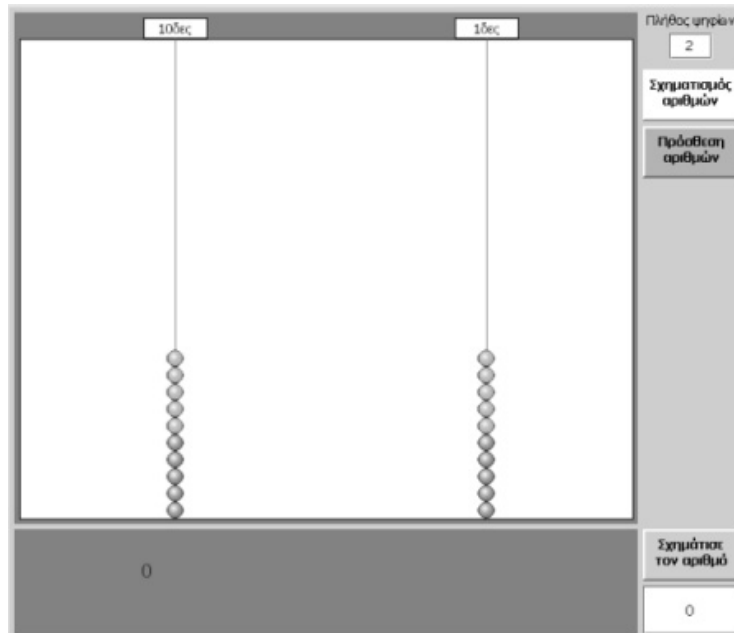 10δες
1δες
Πλήθος ψηφίων
2
Σχηματισμός
αριθμών
Πρόσθεση
αριθμών
0
Σχημάτισε
τον αριθμό
0